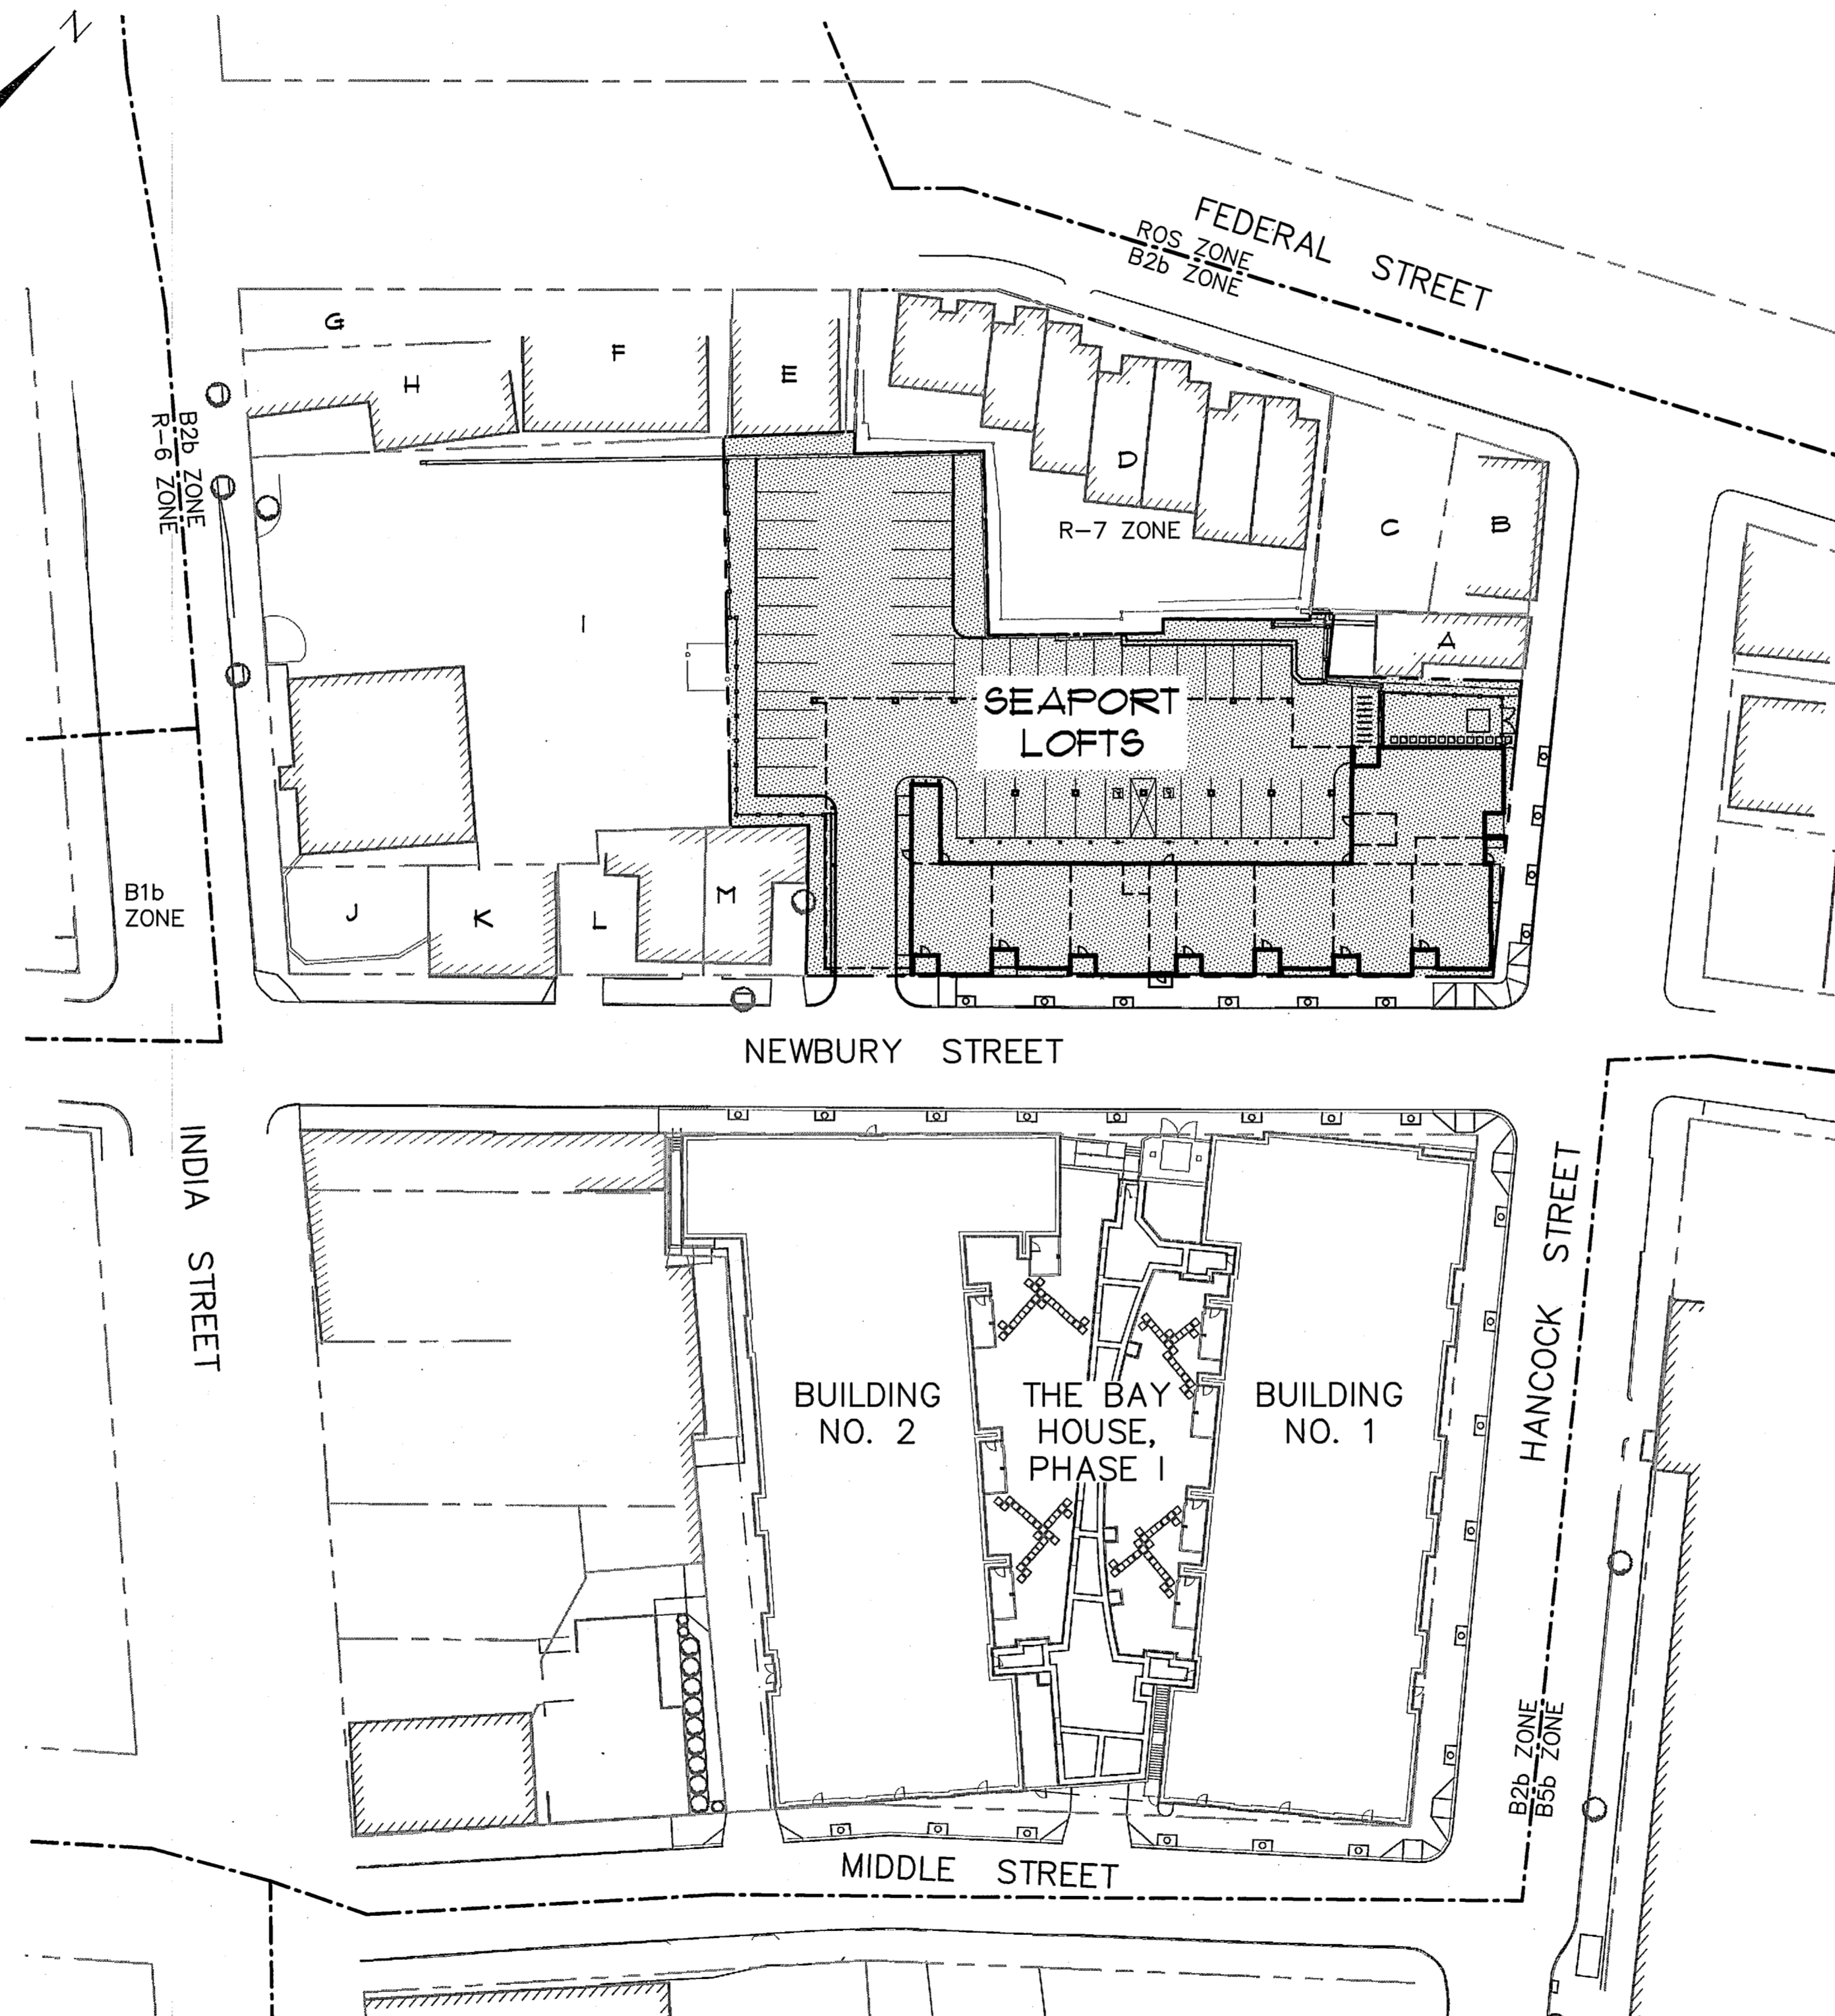 N
FEDERAL STREET
ROS ZONE
B2b ZONE
G
F
E
H
B2b ZONE
R-6 ZONE
D
R-7 ZONE
C
B
I
A
SEAPORT
LOFTS
B1b
ZONE
J
K
L
M
NEWBURY STREET
INDIA STREET
HANCOCK STREET
BUILDING
NO. 2
THE BAY
HOUSE,
PHASE I
BUILDING
NO. 1
B2b ZONE
B5b ZONE
MIDDLE STREET